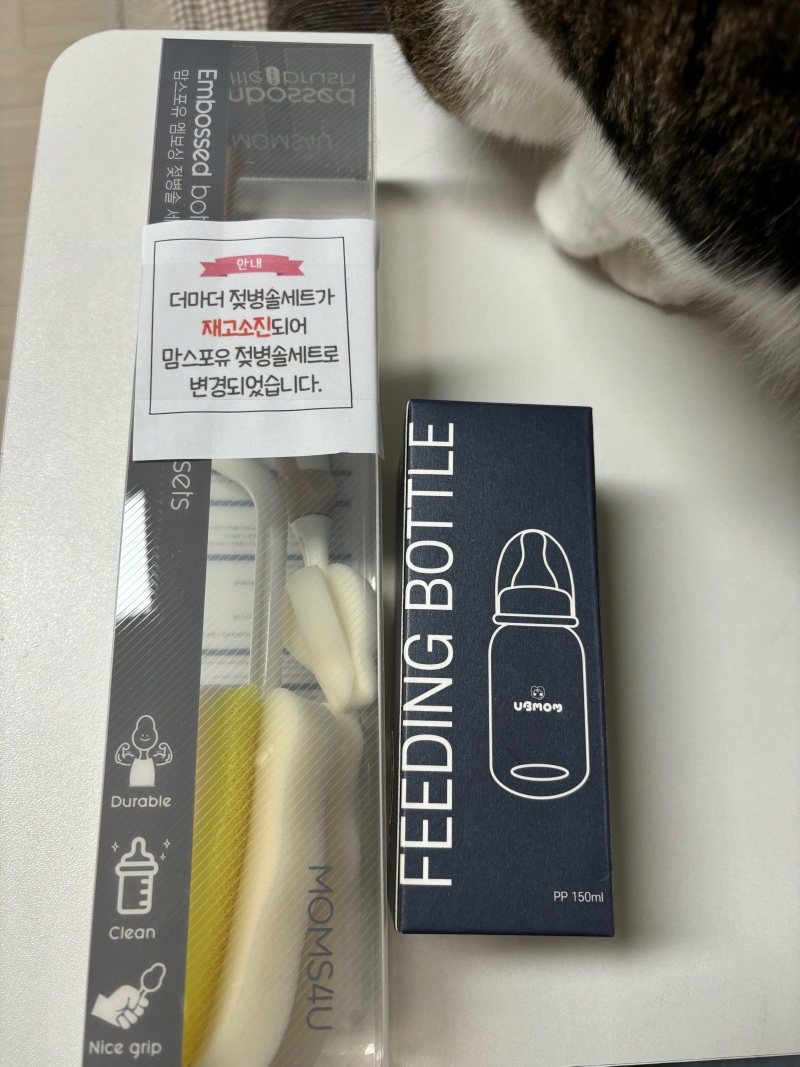 Embossed
맘스포유 엠보싱 젖병솔
MOMS4U
안내
더마더 젖병솔세트가
재고소진되어
맘스포유 젖병솔세트로
변경되었습니다.
sets
Durable
Clean
Nice grip
MOMS4U
FEEDING BOTTLE
UBMOM
PP 150ml